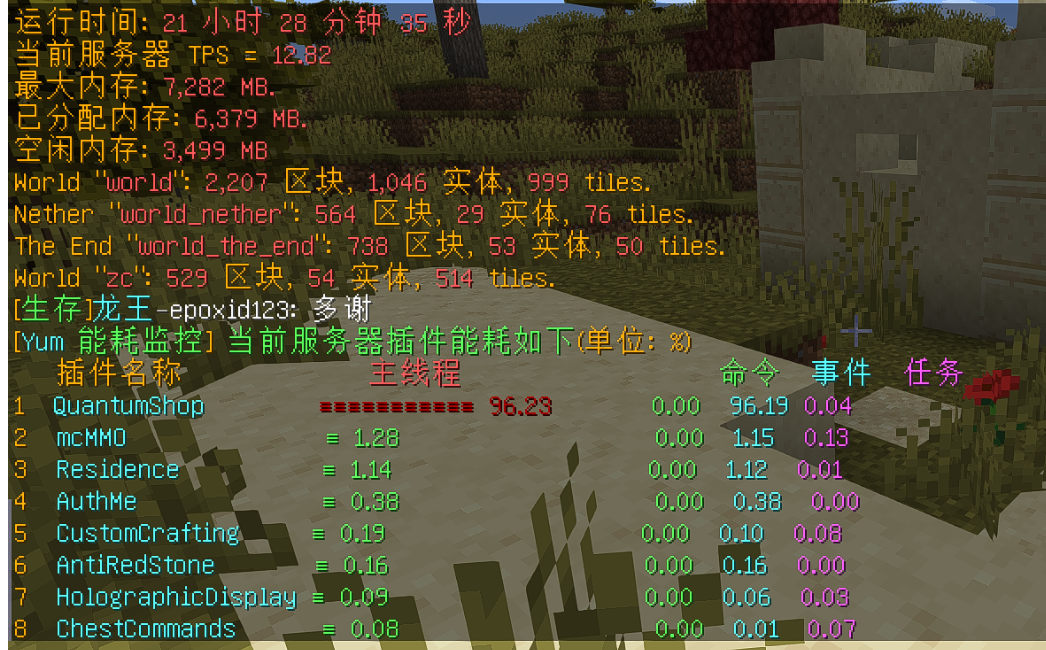 运行时间: 21 小时 28 分钟 35 秒
当前服务器 TPS = 12.82
最大内存: 7,282 MB.
已分配内存: 6,379 MB.
空闲内存: 3,499 MB
World "world": 2,207 区块, 1,046 实体, 999 tiles.
Nether "world_nether": 564 区块, 29 实体, 76 tiles.
The End "world_the_end": 738 区块, 53 实体, 50 tiles.
World "zc": 529 区块, 54 实体, 514 tiles.
[生存]龙王-epoxid123: 多谢
[Yum 能耗监控] 当前服务器插件能耗如下(单位: %)
插件名称 主线程 命令 事件 任务
1 QuantumShop ≡≡≡≡≡≡≡≡≡≡≡ 96.23 0.00 96.19 0.04
2 mcMMO ≡ 1.28 0.00 1.15 0.13
3 Residence ≡ 1.14 0.00 1.12 0.01
4 AuthMe ≡ 0.38 0.00 0.38 0.00
5 CustomCrafting ≡ 0.19 0.00 0.10 0.08
6 AntiRedStone ≡ 0.16 0.00 0.16 0.00
7 HolographicDisplay ≡ 0.09 0.00 0.06 0.03
8 ChestCommands ≡ 0.08 0.00 0.01 0.07